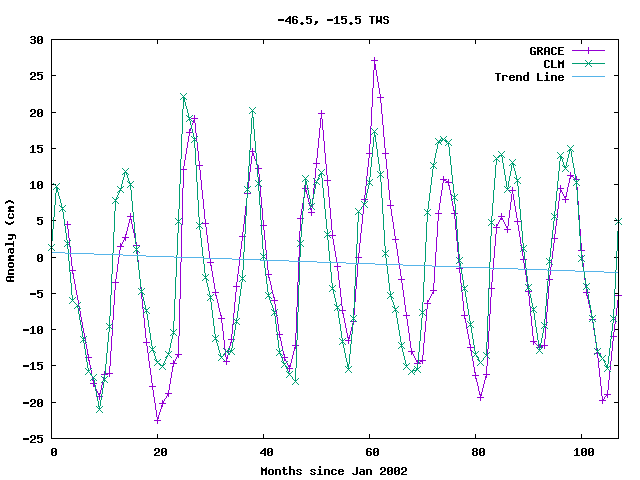 -46.5, -15.5 TWS
GRACE
CLM
Trend Line
Anomaly (cm)
30
25
20
15
10
5
0
-5
-10
-15
-20
-25
0 20 40 60 80 100
Months since Jan 2002